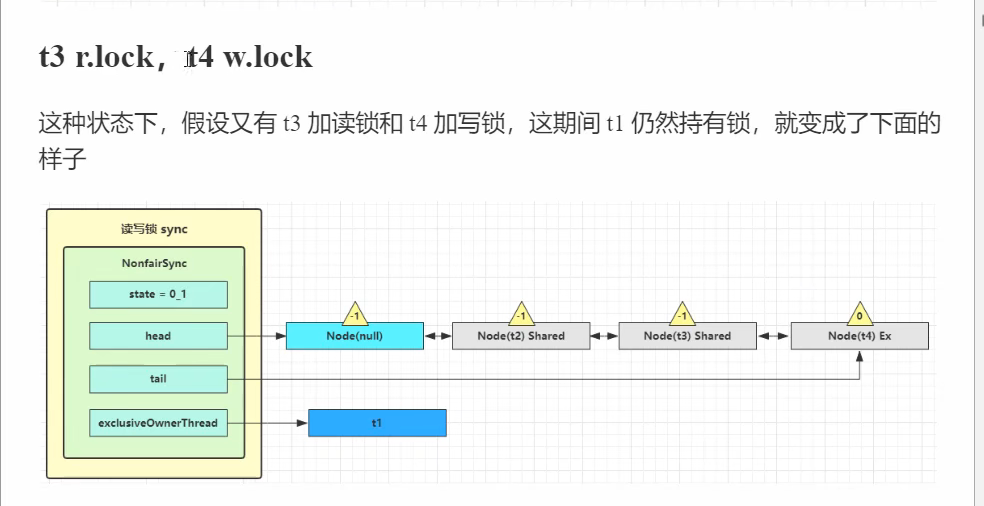 t3 r.lock，t4 w.lock
这种状态下，假设又有 t3 加读锁和 t4 加写锁，这期间 t1 仍然持有锁，就变成了下面的
样子
读写锁 sync
NonfairSync
state = 0_1
head
tail
exclusiveOwnerThread
-1
Node(null)
-1
Node(t2) Shared
-1
Node(t3) Shared
0
Node(t4) Ex
t1